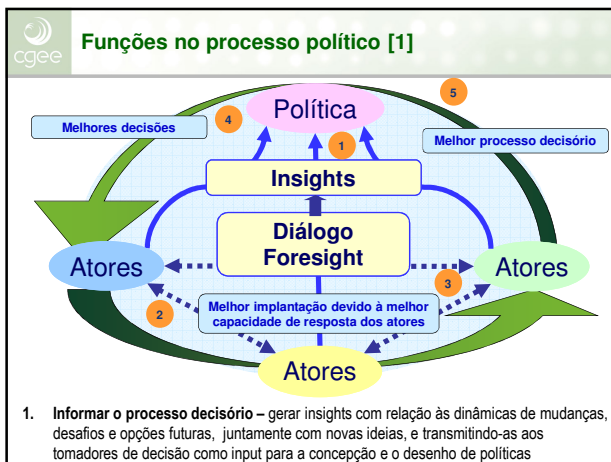 cgee
Funções no processo político [1]
5
4
Política
Melhores decisões
1
Melhor processo decisório
Insights
Diálogo
Foresight
Atores
Atores
3
2
Melhor implantação devido à melhor
capacidade de resposta dos atores
Atores
1. Informar o processo decisório – gerar insights com relação às dinâmicas de mudanças,
desafios e opções futuras, juntamente com novas ideias, e transmitindo-as aos
tomadores de decisão como input para a concepção e o desenho de políticas